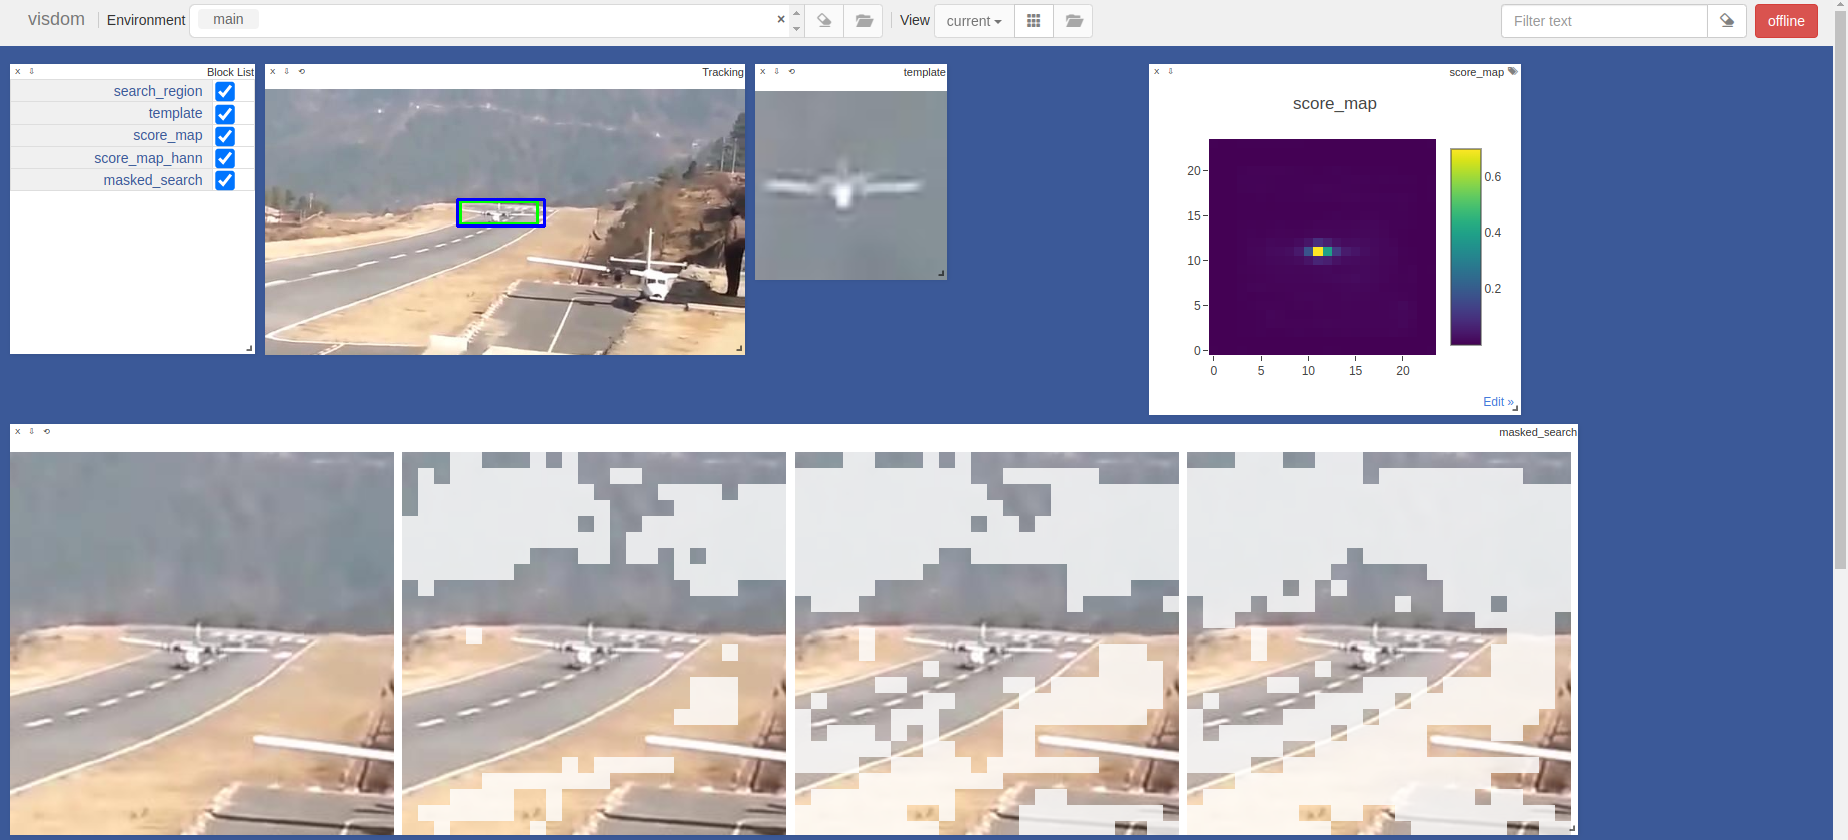 visdom Environment main × View current Filter text offline
X Block List
search_region
template
score_map
score_map_hann
masked_search
X Tracking
X template
X score_map
score_map
20
15
10
5
0
0 5 10 15 20
0.6
0.4
0.2
Edit »
X masked_search